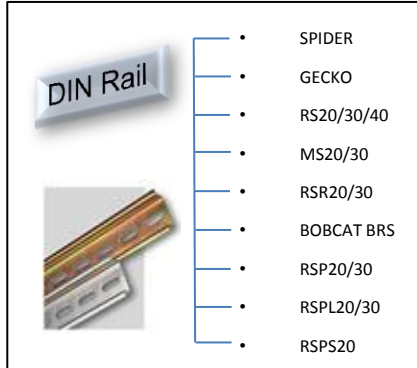 DIN Rail
• SPIDER
• GECKO
• RS20/30/40
• MS20/30
• RSR20/30
• BOBCAT BRS
• RSP20/30
• RSPL20/30
• RSPS20